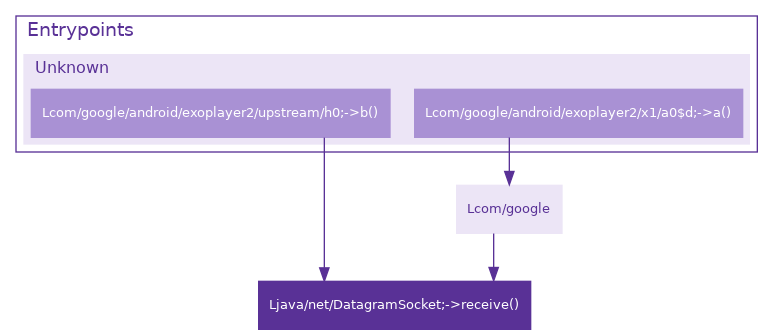 Entrypoints
Unknown
Lcom/google/android/exoplayer2/upstream/h0;->b()
Lcom/google/android/exoplayer2/x1/a0$d;->a()
Lcom/google
Ljava/net/DatagramSocket;->receive()